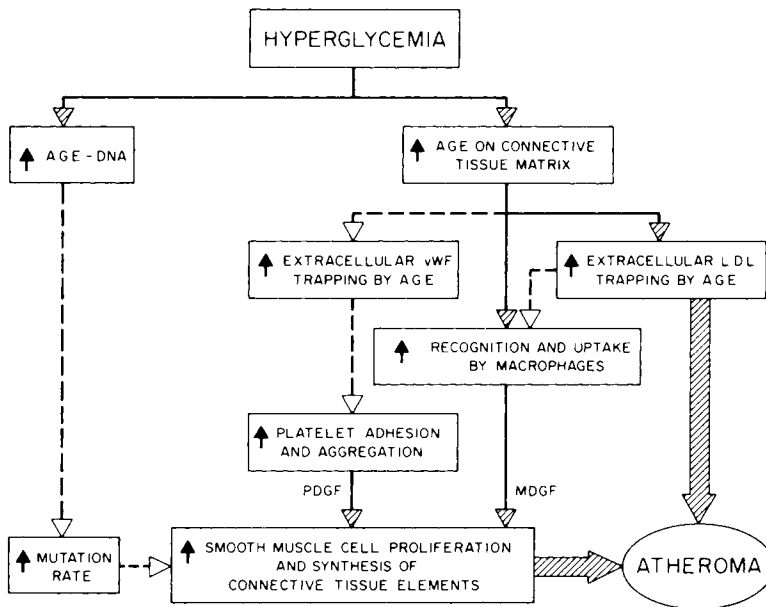 HYPERGLYCEMIA
AGE-DNA
AGE ON CONNECTIVE
TISSUE MATRIX
EXTRACELLULAR vWF
TRAPPING BY AGE
EXTRACELLULAR LDL
TRAPPING BY AGE
RECOGNITION AND UPTAKE
BY MACROPHAGES
PLATELET ADHESION
AND AGGREGATION
PDGF
MDGF
MUTATION
RATE
SMOOTH MUSCLE CELL PROLIFERATION
AND SYNTHESIS OF
CONNECTIVE TISSUE ELEMENTS
ATHEROMA